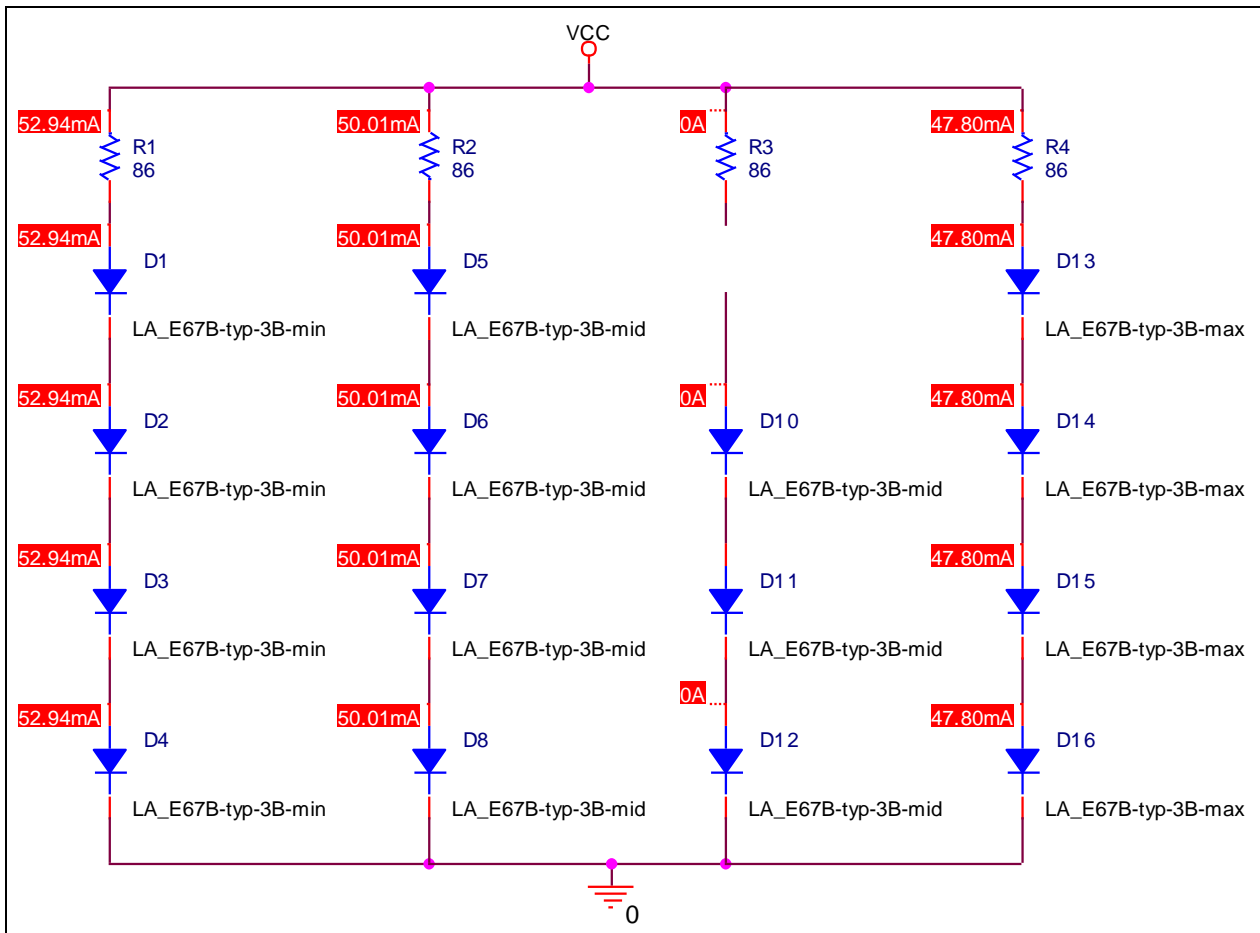 VCC
52.94mA 50.01mA 0A 47.80mA
R1 R2 R3 R4
86 86 86 86
52.94mA 50.01mA 47.80mA
D1 D5 D13
LA_E67B-typ-3B-min LA_E67B-typ-3B-mid LA_E67B-typ-3B-max
52.94mA 50.01mA 0A 47.80mA
D2 D6 D10 D14
LA_E67B-typ-3B-min LA_E67B-typ-3B-mid LA_E67B-typ-3B-mid LA_E67B-typ-3B-max
52.94mA 50.01mA 47.80mA
D3 D7 D11 D15
LA_E67B-typ-3B-min LA_E67B-typ-3B-mid LA_E67B-typ-3B-mid LA_E67B-typ-3B-max
0A
52.94mA 50.01mA 47.80mA
D4 D8 D12 D16
LA_E67B-typ-3B-min LA_E67B-typ-3B-mid LA_E67B-typ-3B-mid LA_E67B-typ-3B-max
0